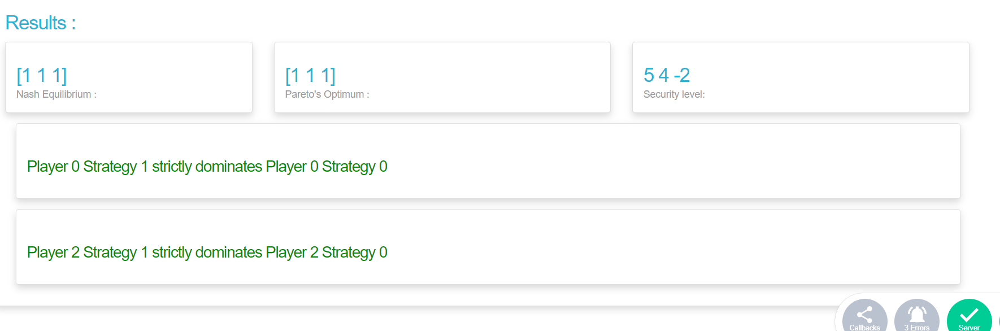 Results :
[1 1 1]
Nash Equilibrium :
[1 1 1]
Pareto's Optimum :
5 4 -2
Security level:
Player 0 Strategy 1 strictly dominates Player 0 Strategy 0
Player 2 Strategy 1 strictly dominates Player 2 Strategy 0
Callbacks
3 Errors
Server